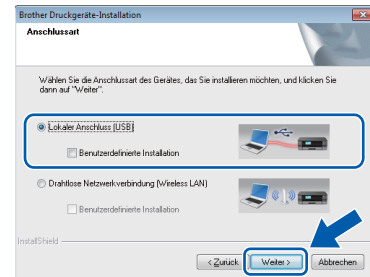 Brother Druckgeräte-Installation
Anschlussart
Wählen Sie die Anschlussart des Gerätes, das Sie installieren möchten, und klicken Sie
dann auf "Weiter".
Lokaler Anschluss (USB)
Benutzerdefinierte Installation
Drahtlose Netzwerkverbindung (Wireless LAN)
Benutzerdefinierte Installation
InstallShield
< Zurück
Weiter >
Abbrechen